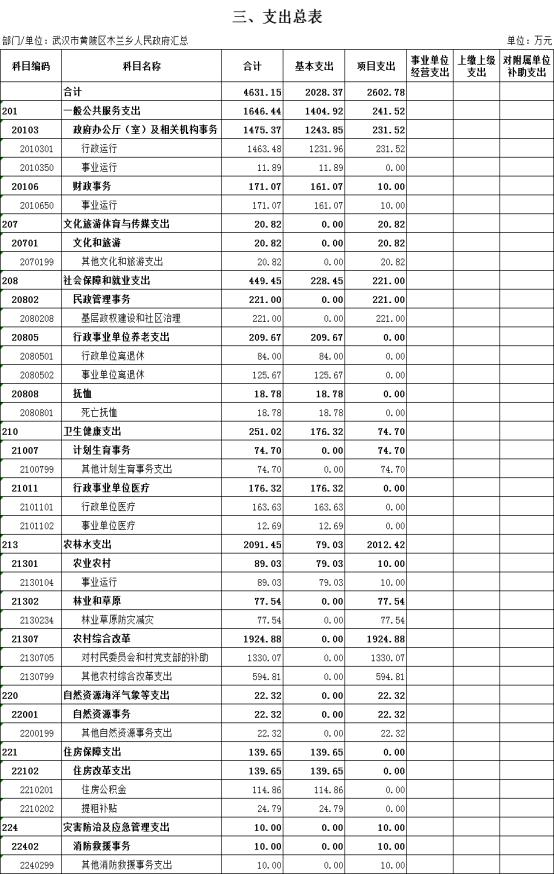 三、支出总表
部门/单位：武汉市黄陂区木兰乡人民政府汇总 单位：万元
科目编码 科目名称 合计 基本支出 项目支出 事业单位经营支出 上缴上级支出 对附属单位补助支出
合计 4631.15 2028.37 2602.78
201 一般公共服务支出 1646.44 1404.92 241.52
20103 政府办公厅（室）及相关机构事务 1475.37 1243.85 231.52
2010301 行政运行 1463.48 1231.96 231.52
2010350 事业运行 11.89 11.89 0.00
20106 财政事务 171.07 161.07 10.00
2010650 事业运行 171.07 161.07 10.00
207 文化旅游体育与传媒支出 20.82 0.00 20.82
20701 文化和旅游 20.82 0.00 20.82
2070199 其他文化和旅游支出 20.82 0.00 20.82
208 社会保障和就业支出 449.45 228.45 221.00
20802 民政管理事务 221.00 0.00 221.00
2080208 基层政权建设和社区治理 221.00 0.00 221.00
20805 行政事业单位养老支出 209.67 209.67 0.00
2080501 行政单位离退休 84.00 84.00 0.00
2080502 事业单位离退休 125.67 125.67 0.00
20808 抚恤 18.78 18.78 0.00
2080801 死亡抚恤 18.78 18.78 0.00
210 卫生健康支出 251.02 176.32 74.70
21007 计划生育事务 74.70 0.00 74.70
2100799 其他计划生育事务支出 74.70 0.00 74.70
21011 行政事业单位医疗 176.32 176.32 0.00
2101101 行政单位医疗 163.63 163.63 0.00
2101102 事业单位医疗 12.69 12.69 0.00
213 农林水支出 2091.45 79.03 2012.42
21301 农业农村 89.03 79.03 10.00
2130104 事业运行 89.03 79.03 10.00
21302 林业和草原 77.54 0.00 77.54
2130234 林业草原防灾减灾 77.54 0.00 77.54
21307 农村综合改革 1924.88 0.00 1924.88
2130705 对村民委员会和村党支部的补助 1330.07 0.00 1330.07
2130799 其他农村综合改革支出 594.81 0.00 594.81
220 自然资源海洋气象等支出 22.32 0.00 22.32
22001 自然资源事务 22.32 0.00 22.32
2200199 其他自然资源事务支出 22.32 0.00 22.32
221 住房保障支出 139.65 139.65 0.00
22102 住房改革支出 139.65 139.65 0.00
2210201 住房公积金 114.86 114.86 0.00
2210202 提租补贴 24.79 24.79 0.00
224 灾害防治及应急管理支出 10.00 0.00 10.00
22402 消防救援事务 10.00 0.00 10.00
2240299 其他消防救援事务支出 10.00 0.00 10.00